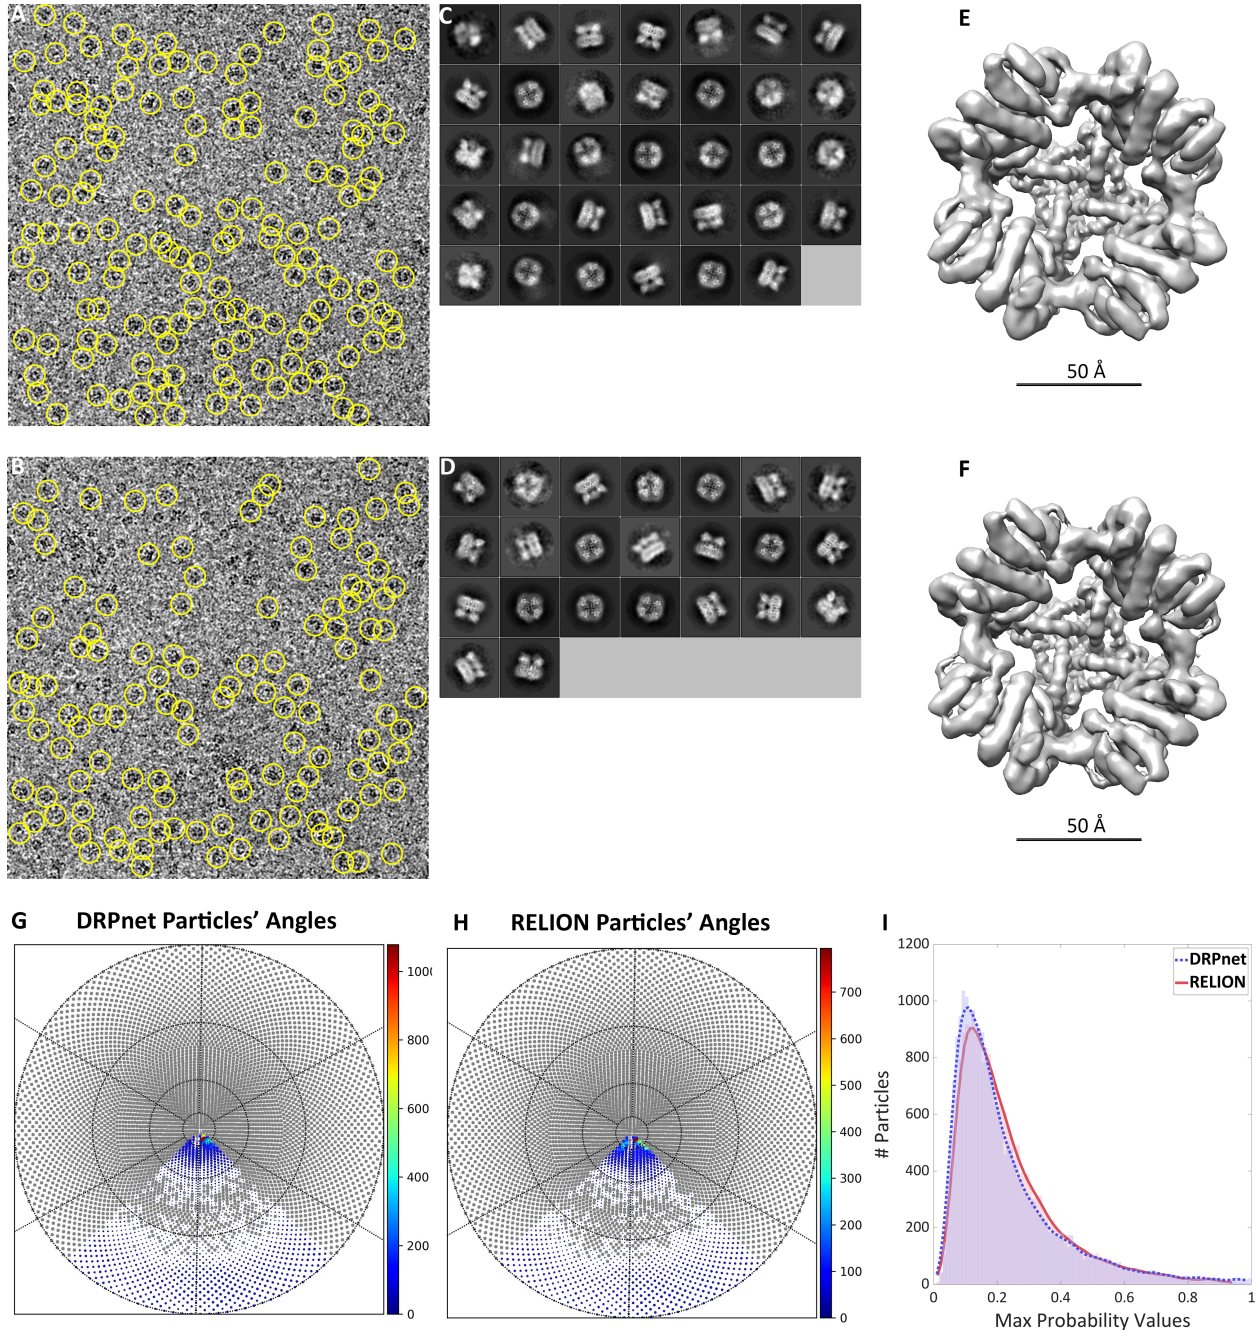 A
C
E
50 Å
B
D
F
50 Å
G
DRPnet Particles' Angles
1000
800
600
400
200
0
H
RELION Particles' Angles
700
600
500
400
300
200
100
0
I
1200
1000
800
600
400
200
0
# Particles
DRPnet
RELION
0
0.2
0.4
0.6
0.8
1
Max Probability Values